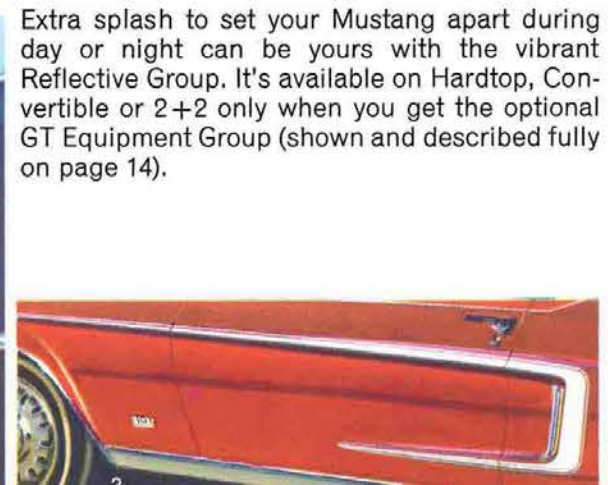 Extra splash to set your Mustang apart during
day or night can be yours with the vibrant
Reflective Group. It's available on Hardtop, Con-
vertible or 2+2 only when you get the optional
GT Equipment Group (shown and described fully
on page 14).
GT
2